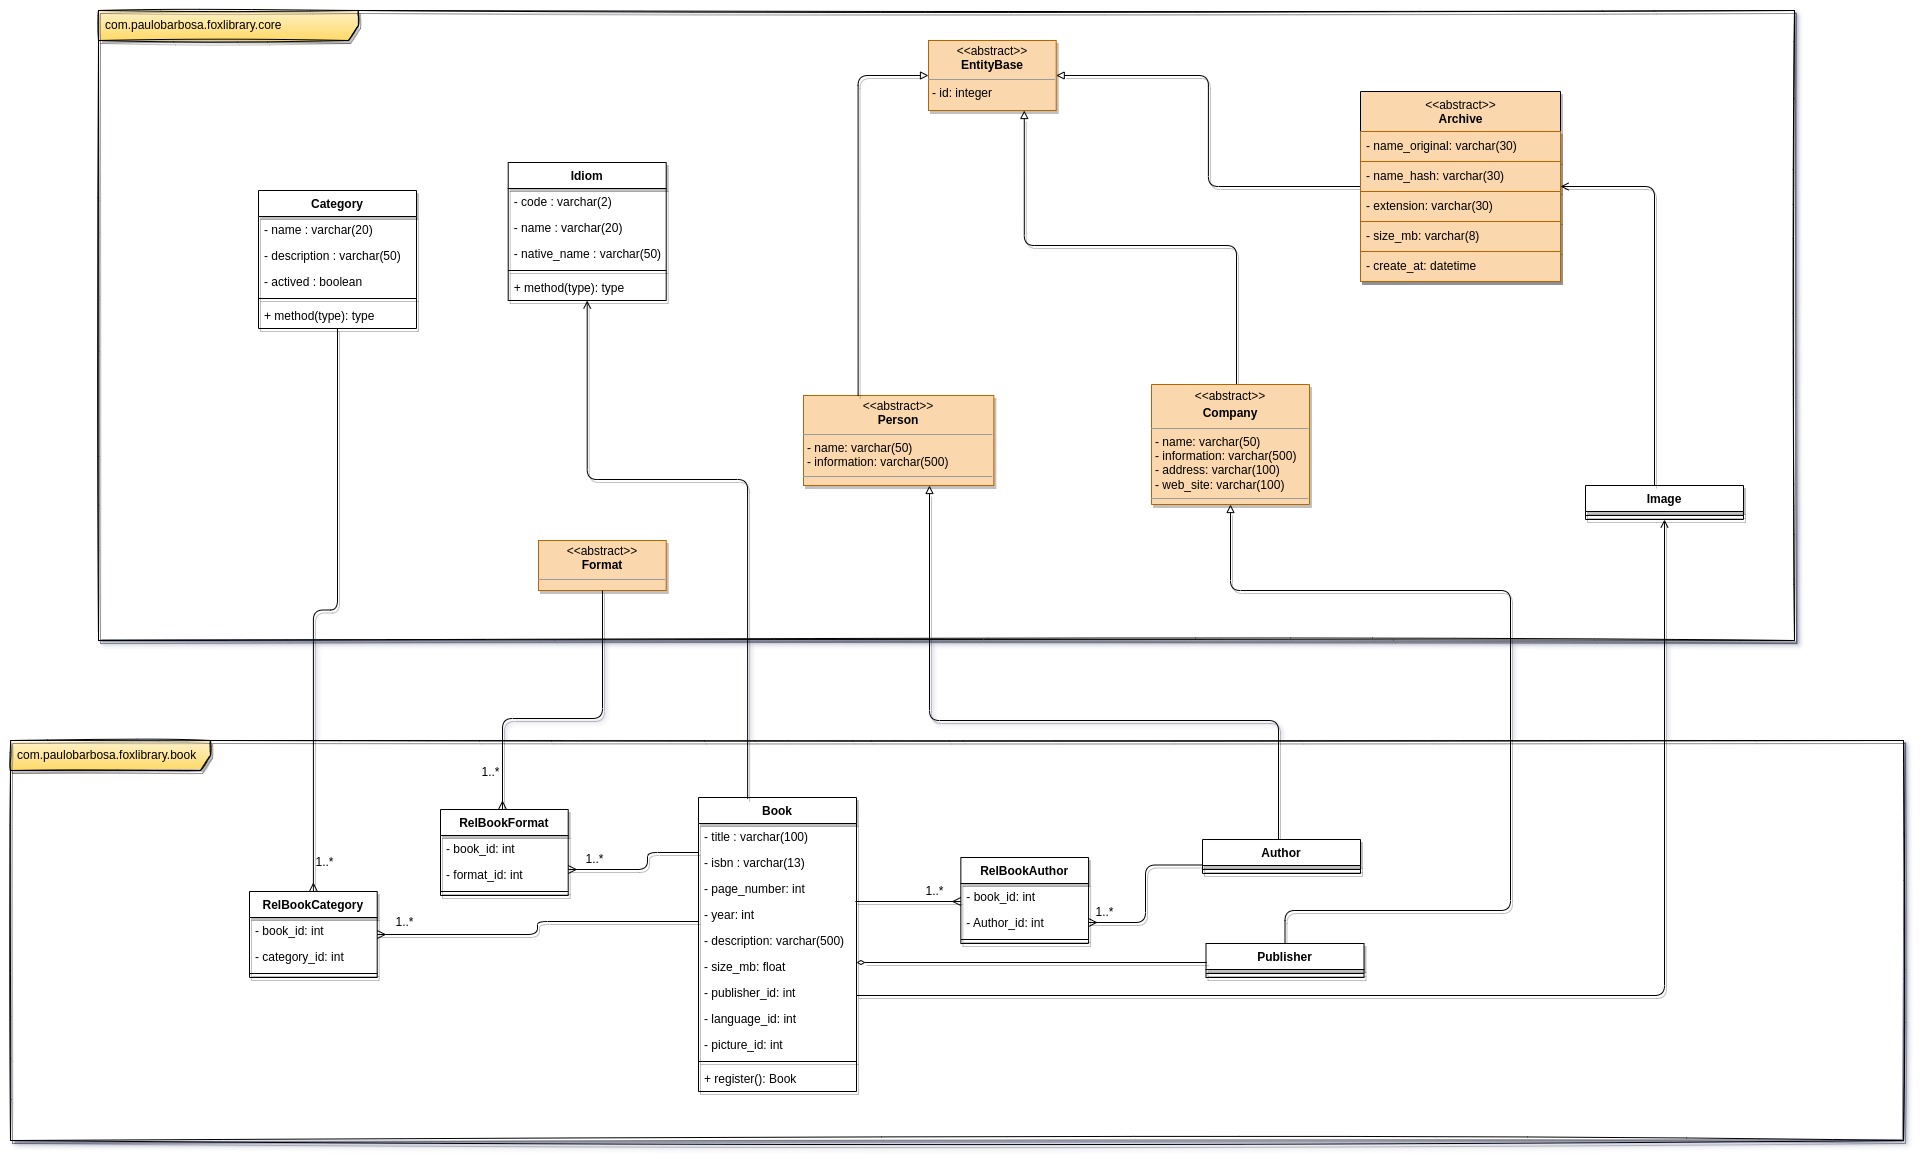 com.paulobarbosa.foxlibrary.core
<<abstract>>
EntityBase
- id: integer
<<abstract>>
Archive
- name_original: varchar(30)
- name_hash: varchar(30)
- extension: varchar(30)
- size_mb: varchar(8)
- create_at: datetime
Idiom
- code : varchar(2)
- name : varchar(20)
- native_name : varchar(50)
+ method(type): type
Category
- name : varchar(20)
- description : varchar(50)
- actived : boolean
+ method(type): type
<<abstract>>
Person
- name: varchar(50)
- information: varchar(500)
<<abstract>>
Company
- name: varchar(50)
- information: varchar(500)
- address: varchar(100)
- web_site: varchar(100)
Image
<<abstract>>
Format
com.paulobarbosa.foxlibrary.book
1..*
RelBookFormat
- book_id: int
- format_id: int
1..*
1..*
RelBookCategory
- book_id: int
- category_id: int
1..*
Book
- title : varchar(100)
- isbn : varchar(13)
- page_number: int
- year: int
- description: varchar(500)
- size_mb: float
- publisher_id: int
- language_id: int
- picture_id: int
+ register(): Book
1..*
RelBookAuthor
- book_id: int
- Author_id: int
1..*
Author
Publisher